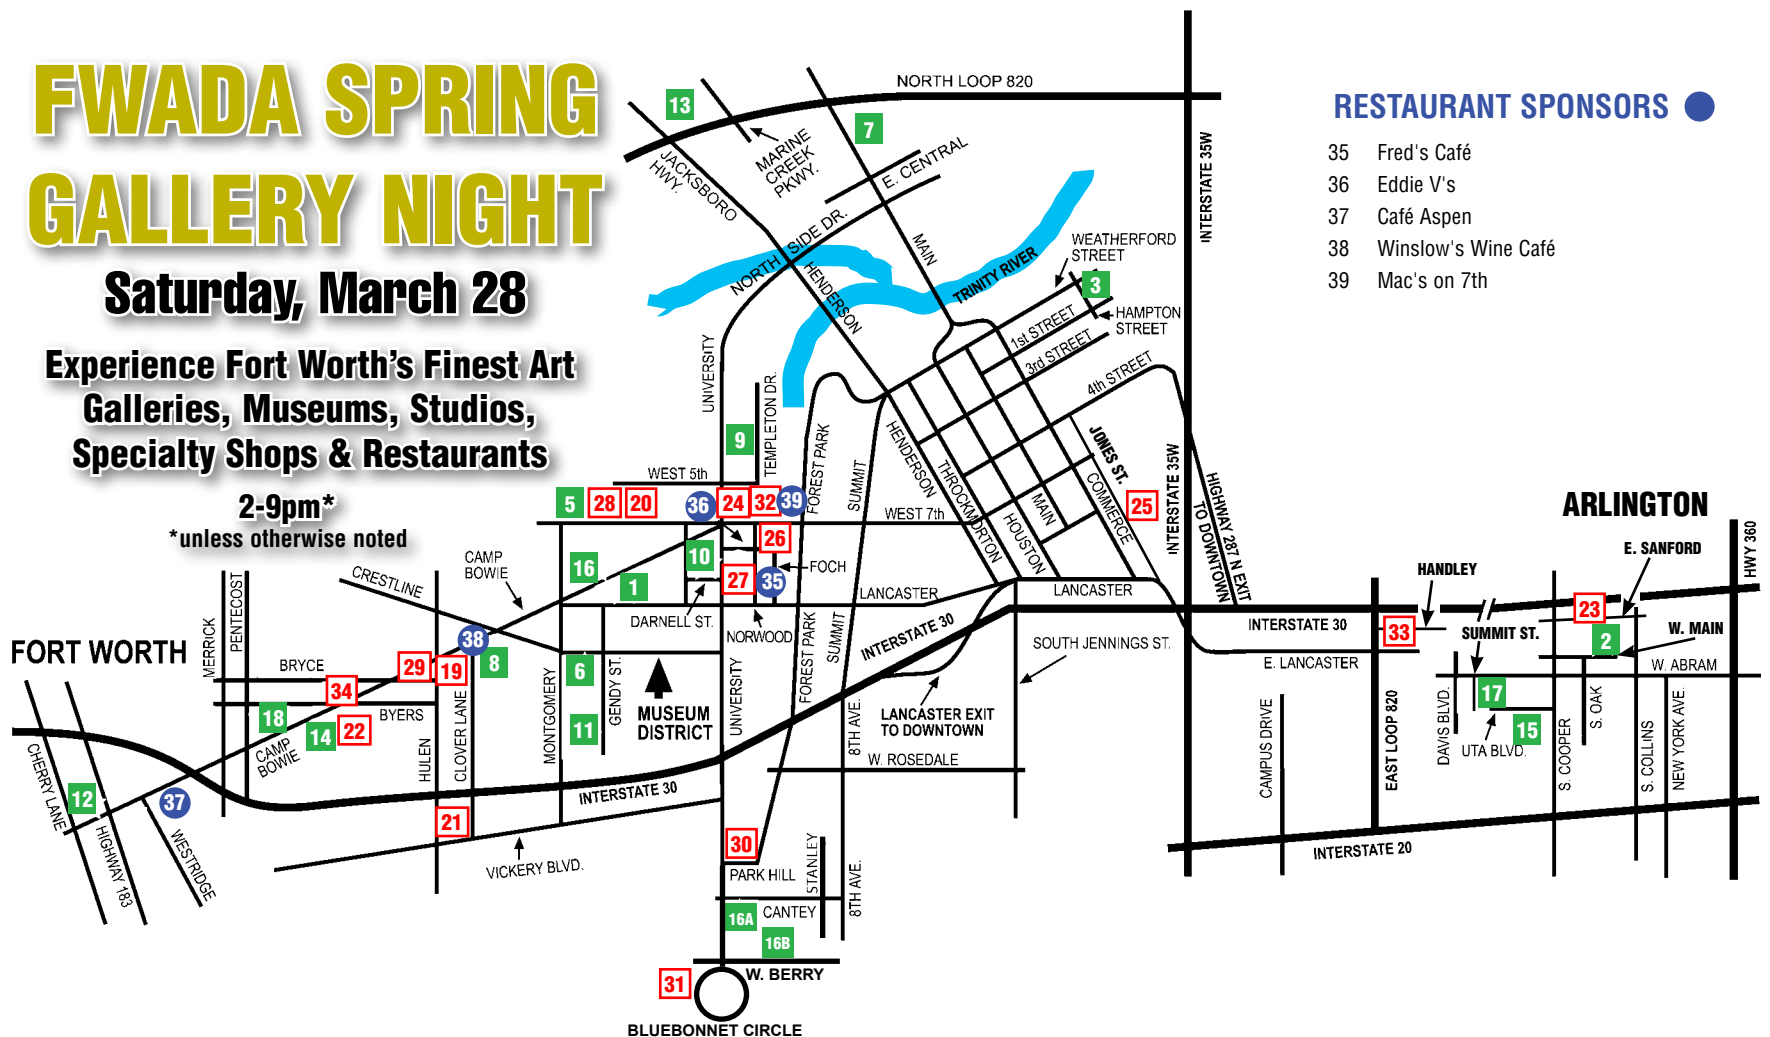 FWADA SPRING
GALLERY NIGHT
Saturday, March 28
Experience Fort Worth's Finest Art
Galleries, Museums, Studios,
Specialty Shops & Restaurants
2-9pm*
*unless otherwise noted
RESTAURANT SPONSORS
35 Fred's Café
36 Eddie V's
37 Café Aspen
38 Winslow's Wine Café
39 Mac's on 7th
NORTH LOOP 820
13
7
MARINE
CREEK
PKWY.
JACKSBORO
HWY.
E. CENTRAL
INTERSTATE 35W
NORTH SIDE DR.
MAIN
HENDERSON
TRINITY RIVER
WEATHERFORD
STREET
3
HAMPTON
STREET
1st STREET
3rd STREET
4th STREET
UNIVERSITY
TEMPLETON DR.
9
FOREST PARK
SUMMIT
HENDERSON
THROCKMORTON
HOUSTON
MAIN
COMMERCE
JONES ST.
25
INTERSTATE 35W
HIGHWAY 287 N EXIT
TO DOWNTOWN
WEST 5th
5
28
20
36
24
32
39
WEST 7th
26
10
16
1
27
35
FOCH
LANCASTER
LANCASTER
DARNELL ST.
NORWOOD
CAMP
BOWIE
CRESTLINE
ARLINGTON
HWY 360
E. SANFORD
HANDLEY
23
INTERSTATE 30
33
SUMMIT ST.
2
W. MAIN
E. LANCASTER
W. ABRAM
FORT WORTH
MERRICK
PENTECOST
38
8
BRYCE
29
19
34
BYERS
18
14
22
CAMP
BOWIE
HULEN
CLOVER LANE
MONTGOMERY
6
11
GENDY ST.
MUSEUM
DISTRICT
UNIVERSITY
FOREST PARK
SUMMIT
INTERSTATE 30
8TH AVE.
LANCASTER EXIT
TO DOWNTOWN
SOUTH JENNINGS ST.
W. ROSEDALE
CAMPUS DRIVE
EAST LOOP 820
DAVIS BLVD.
17
UTA BLVD.
15
S. COOPER
S. OAK
S. COLLINS
NEW YORK AVE.
CHERRY LANE
12
HIGHWAY 183
37
WESTRIDGE
INTERSTATE 30
21
VICKERY BLVD.
30
PARK HILL
STANLEY
8TH AVE.
INTERSTATE 20
16A
CANTEY
16B
W. BERRY
31
BLUEBONNET CIRCLE